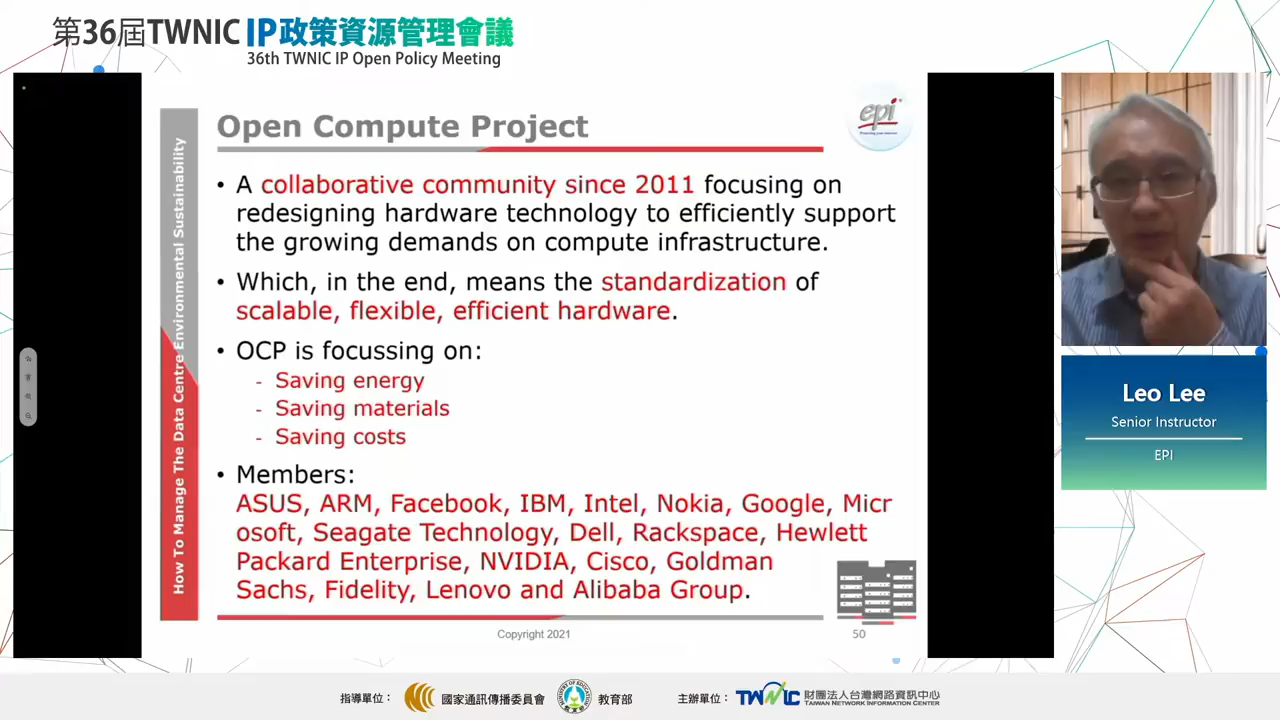 第36屆TWNIC IP政策資源管理會議
36th TWNIC IP Open Policy Meeting
How To Manage The Data Centre Environmental Sustainability
Open Compute Project
epi
• A collaborative community since 2011 focusing on
redesigning hardware technology to efficiently support
the growing demands on compute infrastructure.
• Which, in the end, means the standardization of
scalable, flexible, efficient hardware.
• OCP is focussing on:
- Saving energy
- Saving materials
- Saving costs
• Members:
ASUS, ARM, Facebook, IBM, Intel, Nokia, Google, Micr
osoft, Seagate Technology, Dell, Rackspace, Hewlett
Packard Enterprise, NVIDIA, Cisco, Goldman
Sachs, Fidelity, Lenovo and Alibaba Group.
Copyright 2021
50
Leo Lee
Senior Instructor
EPI
指導單位：
國家通訊傳播委員會
教育部
主辦單位：
TWNIC
財團法人台灣網路資訊中心
TAIWAN NETWORK INFORMATION CENTER